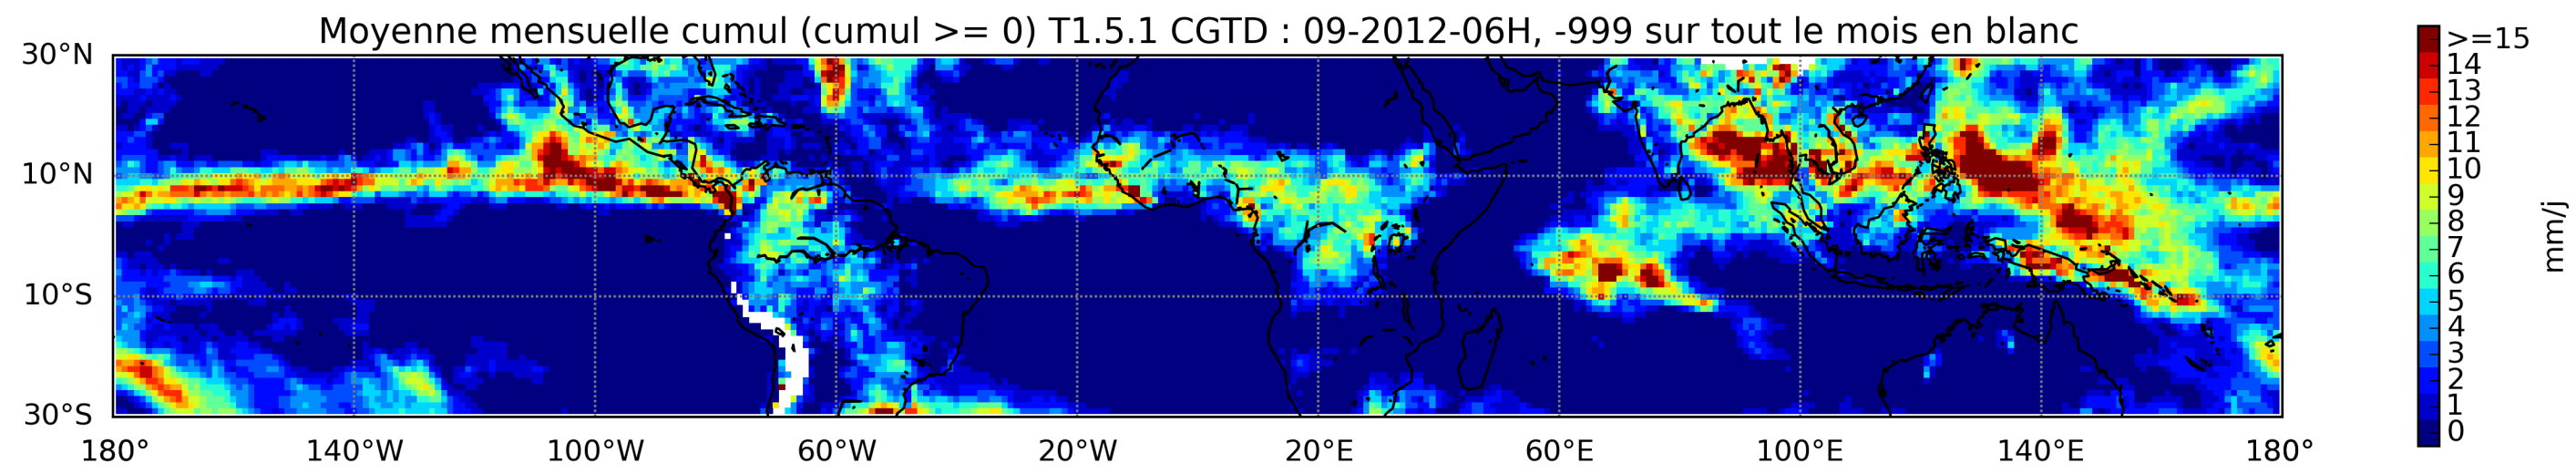 Moyenne mensuelle cumul (cumul >= 0) T1.5.1 CGTD : 09-2012-06H, -999 sur tout le mois en blanc
30°N
10°N
10°S
30°S
180°
140°W
100°W
60°W
20°W
20°E
60°E
100°E
140°E
180°
>=15
14
13
12
11
10
9
8
7
6
5
4
3
2
1
0
mm/j